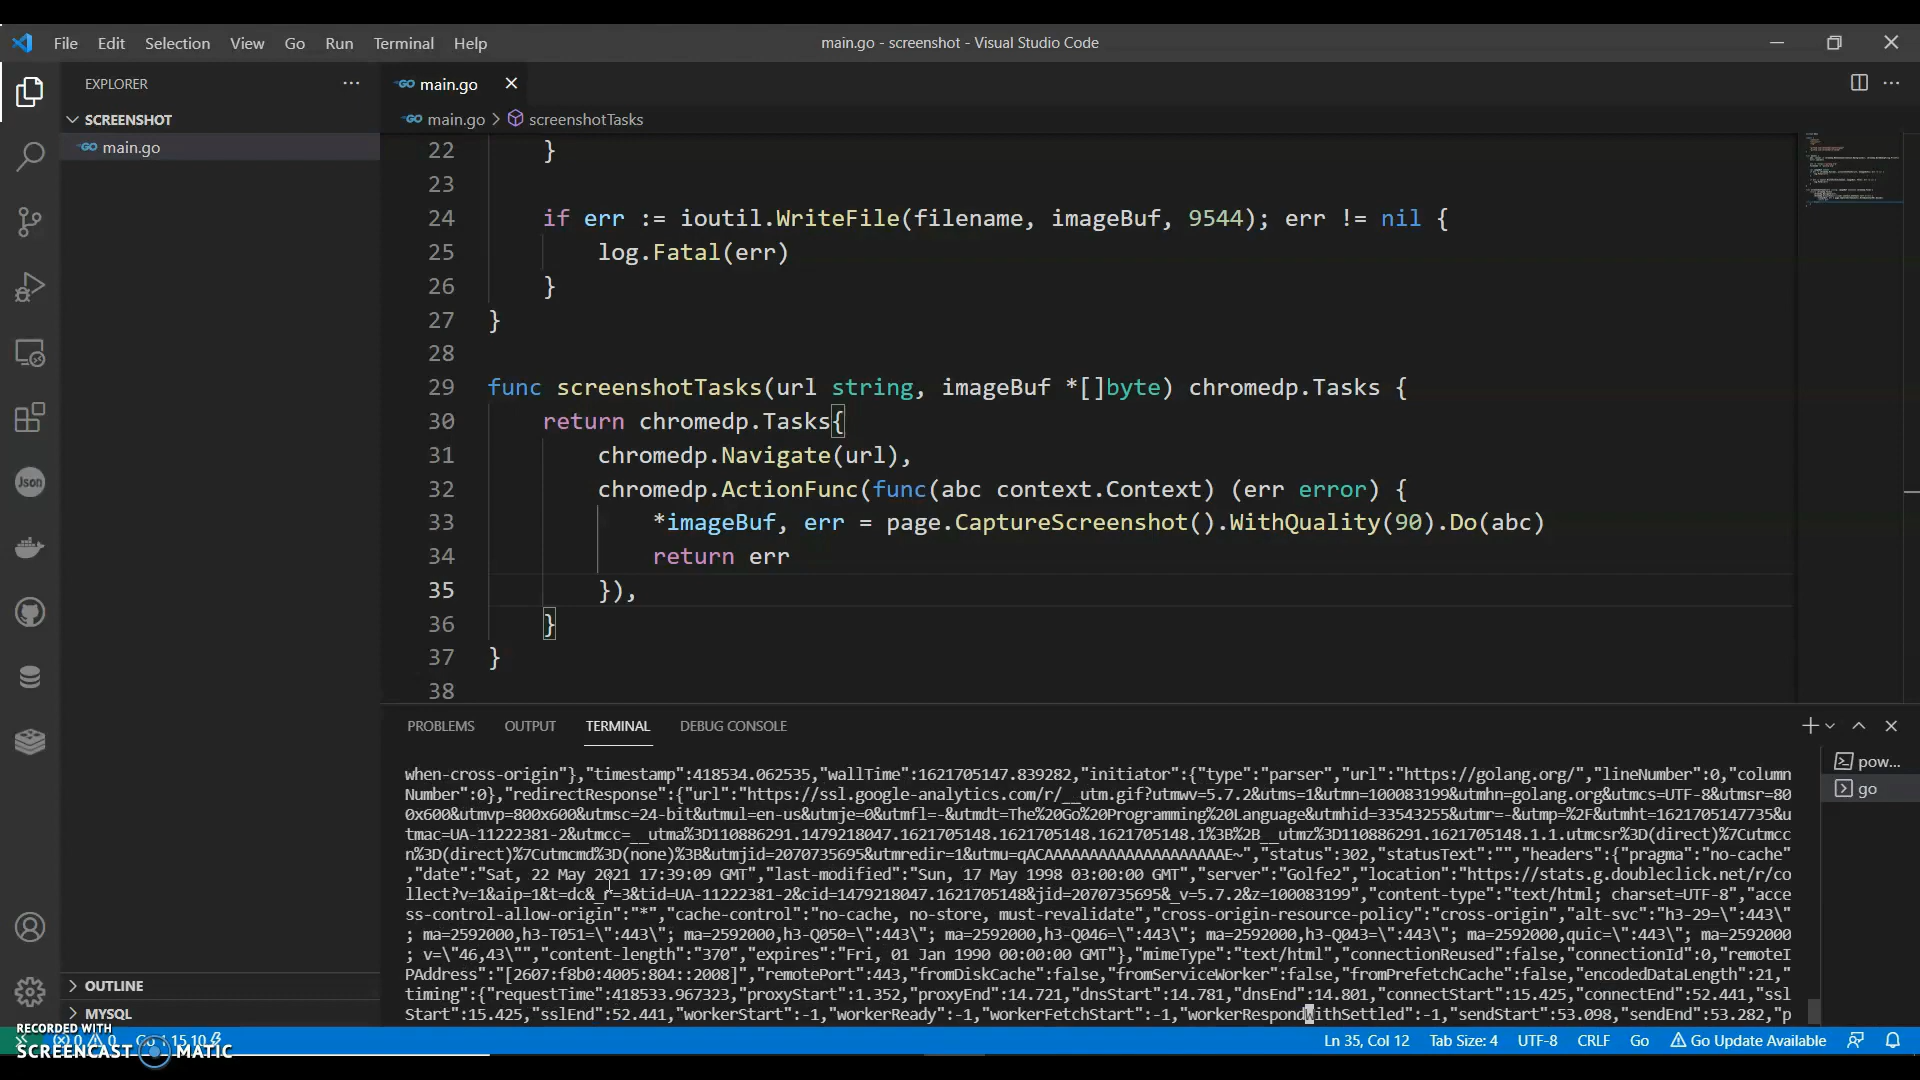 File Edit Selection View Go Run Terminal Help
main.go - screenshot - Visual Studio Code
EXPLORER
SCREENSHOT
main.go
OUTLINE
MYSQL
main.go
main.go > screenshotTasks
22 }
23
24 if err := ioutil.WriteFile(filename, imageBuf, 9544); err != nil {
25 log.Fatal(err)
26 }
27 }
28
29 func screenshotTasks(url string, imageBuf *[]byte) chromedp.Tasks {
30 return chromedp.Tasks{
31 chromedp.Navigate(url),
32 chromedp.ActionFunc(func(abc context.Context) (err error) {
33 *imageBuf, err = page.CaptureScreenshot().WithQuality(90).Do(abc)
34 return err
35 }),
36 }
37 }
38
PROBLEMS OUTPUT TERMINAL DEBUG CONSOLE
pow...
go
when-cross-origin"},"timestamp":418534.062535,"wallTime":1621705147.839282,"initiator":{"type":"parser","url":"https://golang.org/","lineNumber":0,"column
Number":0},"redirectResponse":{"url":"https://ssl.google-analytics.com/r/__utm.gif?utmwv=5.7.2&utms=1&utmn=100083199&utmhn=golang.org&utmcs=UTF-8&utmsr=80
0x600&utmvp=800x600&utmsc=24-bit&utmul=en-us&utmje=0&utmfl=-&utmdt=The%20Go%20Programming%20Language&utmhid=33543255&utmr=-&utmp=%2F&utmht=1621705147735&u
tmac=UA-11222381-2&utmcc=__utma%3D110886291.1479218047.1621705148.1621705148.1621705148.1%3B%2B__utmz%3D110886291.1621705148.1.1.utmcsr%3D(direct)%7Cutmcc
n%3D(direct)%7Cutmcmd%3D(none)%3B&utmjid=2070735695&utmredir=1&utmu=qACAAAAAAAAAAAAAAAAAAAAE~","status":302,"statusText":"","headers":{"pragma":"no-cache"
,"date":"Sat, 22 May 2021 17:39:09 GMT","last-modified":"Sun, 17 May 1998 03:00:00 GMT","server":"Golfe2","location":"https://stats.g.doubleclick.net/r/co
llect?v=1&aip=1&t=dc&_r=3&tid=UA-11222381-2&cid=1479218047.1621705148&jid=2070735695&_v=5.7.2&z=100083199","content-type":"text/html; charset=UTF-8","acce
ss-control-allow-origin":"*","cache-control":"no-cache, no-store, must-revalidate","cross-origin-resource-policy":"cross-origin","alt-svc":"h3-29=\":443\"
; ma=2592000,h3-T051=\":443\"; ma=2592000,h3-Q050=\":443\"; ma=2592000,h3-Q046=\":443\"; ma=2592000,h3-Q043=\":443\"; ma=2592000,quic=\":443\"; ma=2592000
; v=\"46,43\"","content-length":"370","expires":"Fri, 01 Jan 1990 00:00:00 GMT"},"mimeType":"text/html","connectionReused":false,"connectionId":0,"remoteI
PAddress":"[2607:f8b0:4005:804::2008]","remotePort":443,"fromDiskCache":false,"fromServiceWorker":false,"fromPrefetchCache":false,"encodedDataLength":21,"
timing":{"requestTime":418533.967323,"proxyStart":1.352,"proxyEnd":14.721,"dnsStart":14.781,"dnsEnd":14.801,"connectStart":15.425,"connectEnd":52.441,"ssl
Start":15.425,"sslEnd":52.441,"workerStart":-1,"workerReady":-1,"workerFetchStart":-1,"workerRespondWithSettled":-1,"sendStart":53.098,"sendEnd":53.282,"p
Json
RECORDED WITH
SCREENCAST MATIC
Ln 35, Col 12 Tab Size: 4 UTF-8 CRLF Go Go Update Available